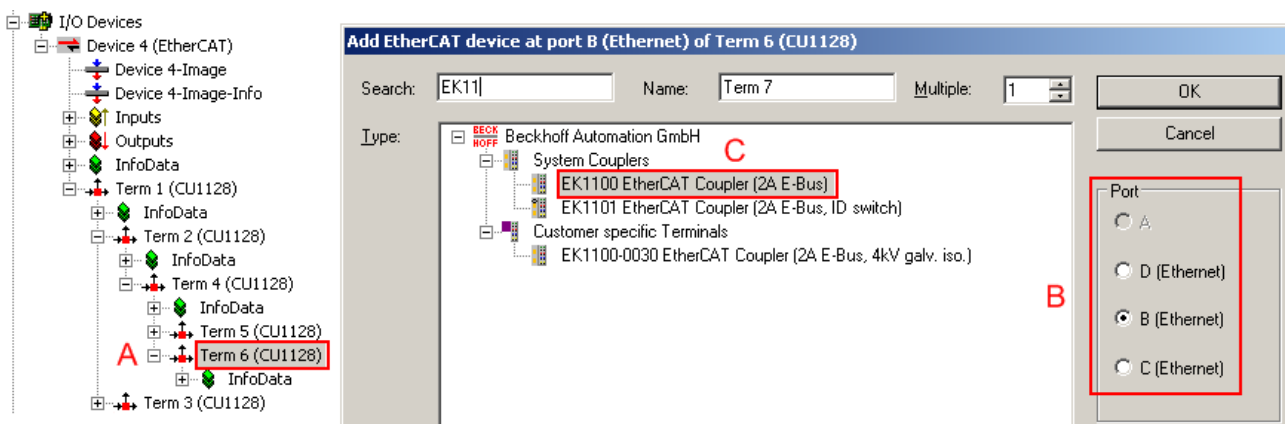 I/O Devices
Device 4 (EtherCAT)
Device 4-Image
Device 4-Image-Info
Inputs
Outputs
InfoData
Term 1 (CU1128)
InfoData
Term 2 (CU1128)
InfoData
Term 4 (CU1128)
InfoData
Term 5 (CU1128)
A
Term 6 (CU1128)
InfoData
Term 3 (CU1128)
Add EtherCAT device at port B (Ethernet) of Term 6 (CU1128)
Search: EK11 Name: Term 7 Multiple: 1
OK
Cancel
Type:
BECKHOFF Beckhoff Automation GmbH
C
System Couplers
EK1100 EtherCAT Coupler (2A E-Bus)
EK1101 EtherCAT Coupler (2A E-Bus, ID switch)
Customer specific Terminals
EK1100-0030 EtherCAT Coupler (2A E-Bus, 4kV galv. iso.)
B
Port
A
D (Ethernet)
B (Ethernet)
C (Ethernet)